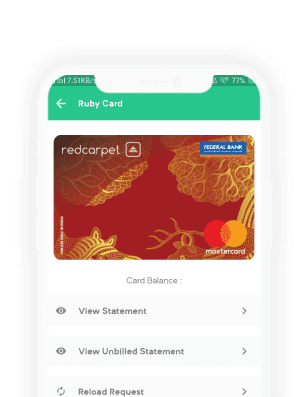 7.51KB/s
77%
Ruby Card
redcarpet
FEDERAL BANK
mastercard
Card Balance :
View Statement
View Unbilled Statement
Reload Request